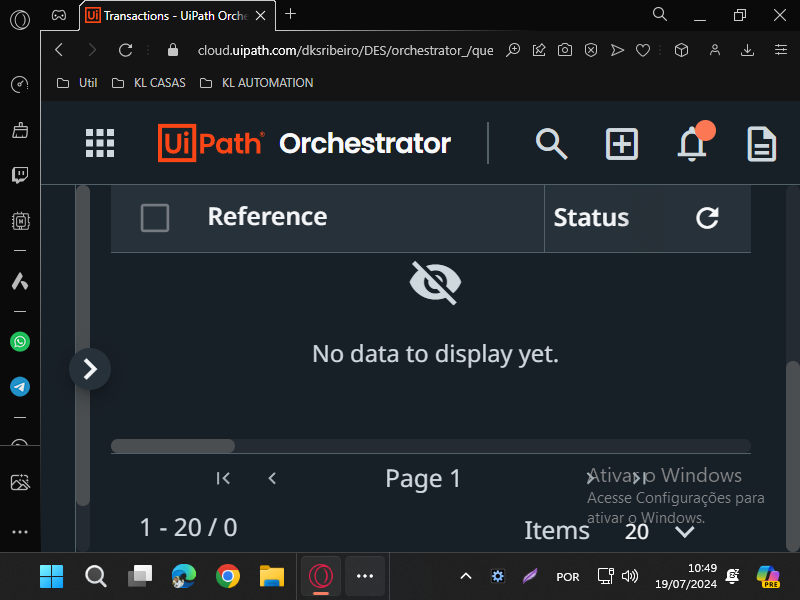 Transactions - UiPath Orche
cloud.uipath.com/dksribeiro/DES/orchestrator_/que
Util
KL CASAS
KL AUTOMATION
UiPath Orchestrator
Reference
Status
No data to display yet.
Page 1
Ativar o Windows
Acesse Configurações para
ativar o Windows.
1 - 20 / 0
Items
20
POR
10:49
19/07/2024
PRE